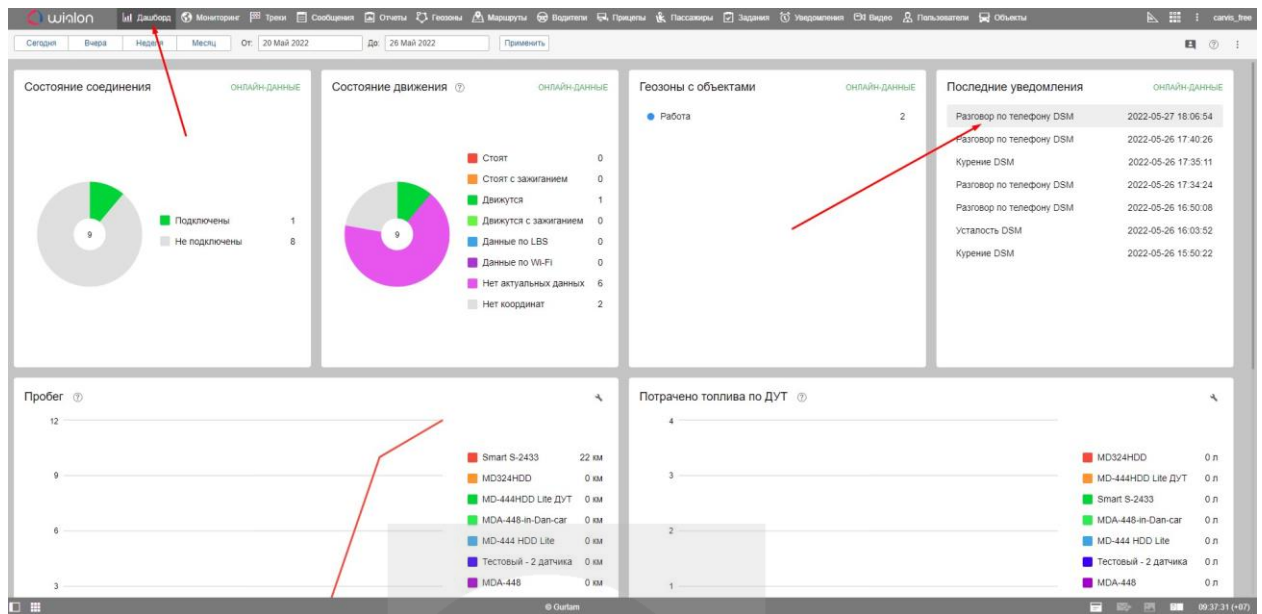 wialon Дашборд Мониторинг Треки Сообщения Отчеты Геозоны Маршруты Водители Прицепы Пассажиры Задания Уведомления Видео Пользователи Объекты carvis_free
Сегодня Вчера Неделя Месяц От: 20 Май 2022 До: 26 Май 2022 Применить
Состояние соединения ОНЛАЙН-ДАННЫЕ
9
Подключены 1
Не подключены 8
Состояние движения ОНЛАЙН-ДАННЫЕ
9
Стоят 0
Стоят с зажиганием 0
Движутся 1
Движутся с зажиганием 0
Данные по LBS 0
Данные по Wi-Fi 0
Нет актуальных данных 6
Нет координат 2
Геозоны с объектами ОНЛАЙН-ДАННЫЕ
Работа 2
Последние уведомления ОНЛАЙН-ДАННЫЕ
Разговор по телефону DSM 2022-05-27 18:06:54
Разговор по телефону DSM 2022-05-26 17:40:26
Курение DSM 2022-05-26 17:35:11
Разговор по телефону DSM 2022-05-26 17:34:24
Разговор по телефону DSM 2022-05-26 16:50:08
Усталость DSM 2022-05-26 16:03:52
Курение DSM 2022-05-26 15:50:22
Пробег
12
9
6
3
Smart S-2433 22 км
MD324HDD 0 км
MD-444HDD Lite ДУТ 0 км
MDA-448-in-Dan-car 0 км
MD-444 HDD Lite 0 км
Тестовый - 2 датчика 0 км
MDA-448 0 км
Потрачено топлива по ДУТ
4
3
2
1
MD324HDD 0 л
MD-444HDD Lite ДУТ 0 л
Smart S-2433 0 л
MDA-448-in-Dan-car 0 л
MD-444 HDD Lite 0 л
Тестовый - 2 датчика 0 л
MDA-448 0 л
© Gurtam 09:37:31 (+07)